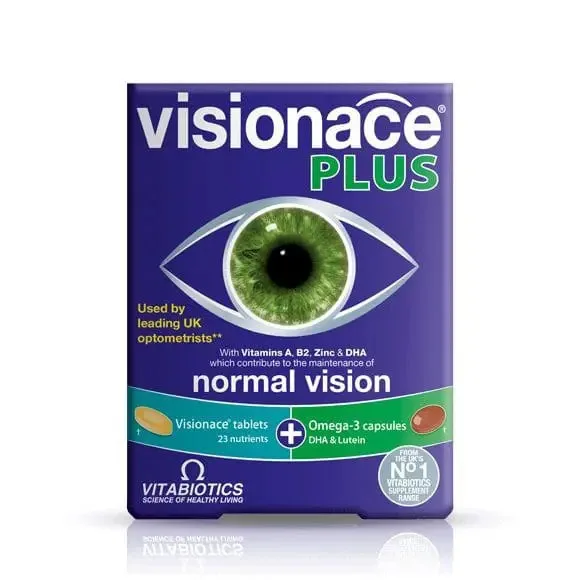 visionace®
PLUS
Used by
leading UK
optometrists**
With Vitamins A, B2, Zinc & DHA
which contribute to the maintenance of
normal vision
† Visionace® tablets
23 nutrients
+
Omega-3 capsules †
DHA & Lutein
FROM
THE UK'S
No1
VITABIOTICS
SUPPLEMENT
RANGE
VITABIOTICS
SCIENCE OF HEALTHY LIVING